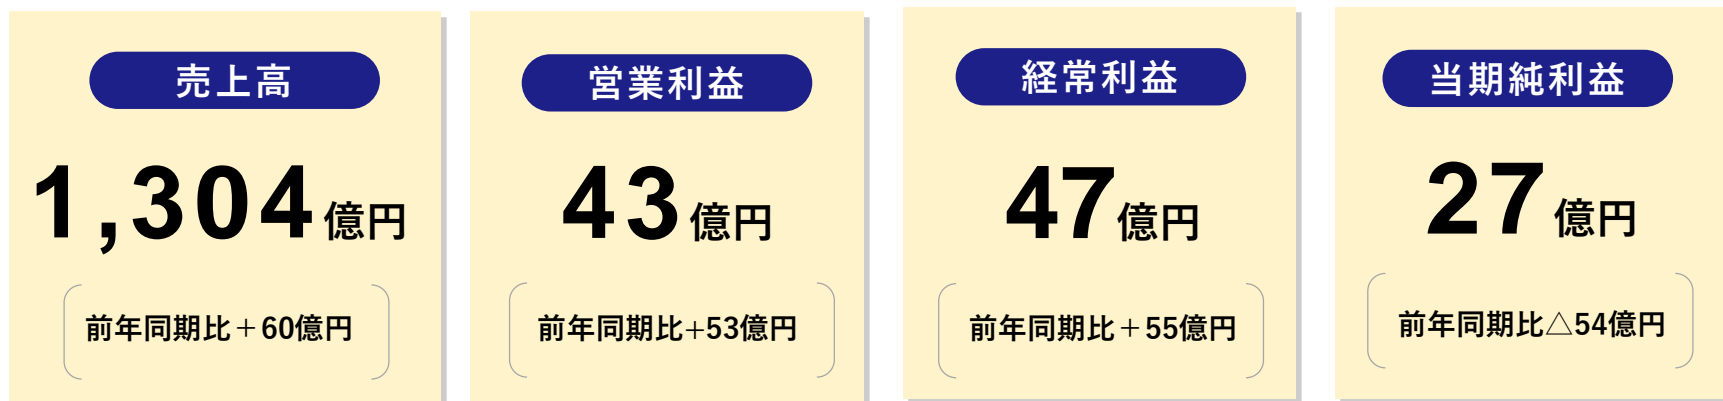 売上高
1,304億円
前年同期比＋60億円
営業利益
43億円
前年同期比+53億円
経常利益
47億円
前年同期比＋55億円
当期純利益
27億円
前年同期比△54億円